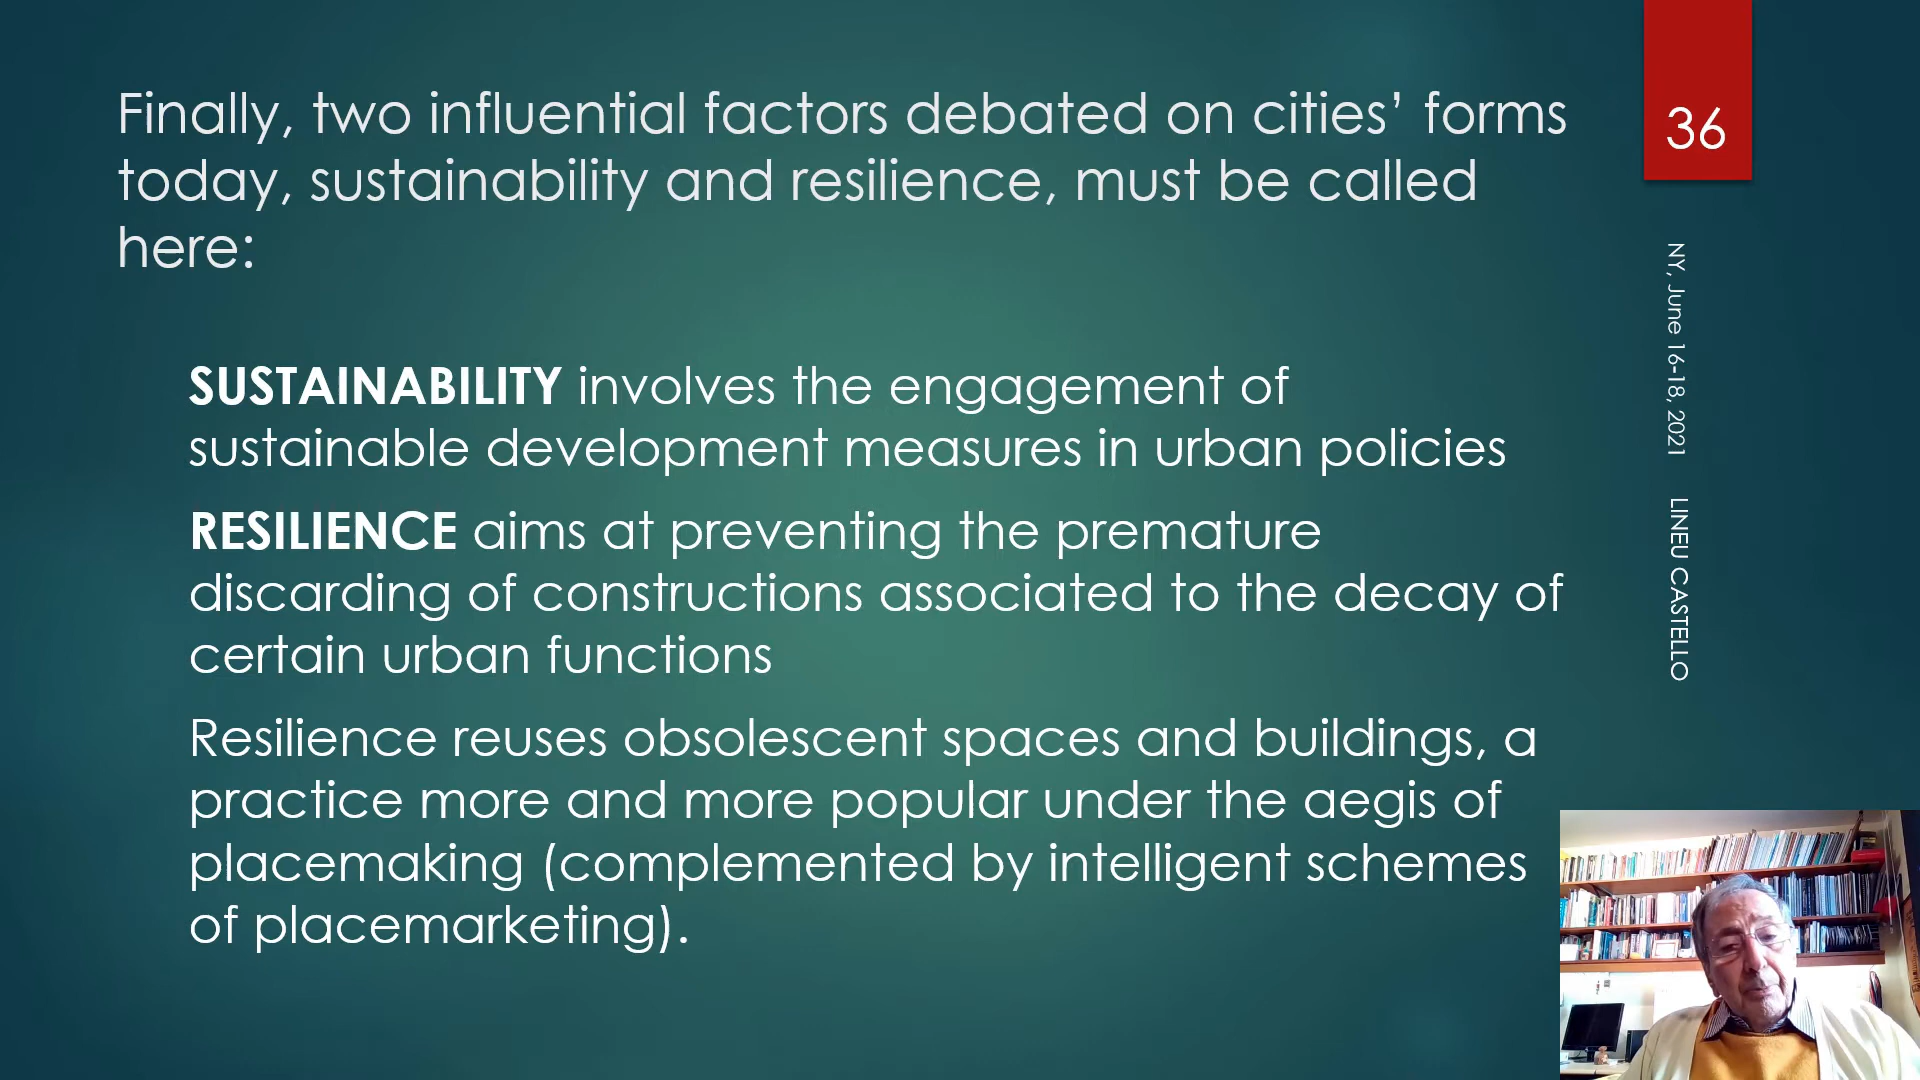 Finally, two influential factors debated on cities’ forms
today, sustainability and resilience, must be called
here:
36
SUSTAINABILITY involves the engagement of
sustainable development measures in urban policies
RESILIENCE aims at preventing the premature
discarding of constructions associated to the decay of
certain urban functions
Resilience reuses obsolescent spaces and buildings, a
practice more and more popular under the aegis of
placemaking (complemented by intelligent schemes
of placemarketing).
NY, June 16-18, 2021
LINEU CASTELLO